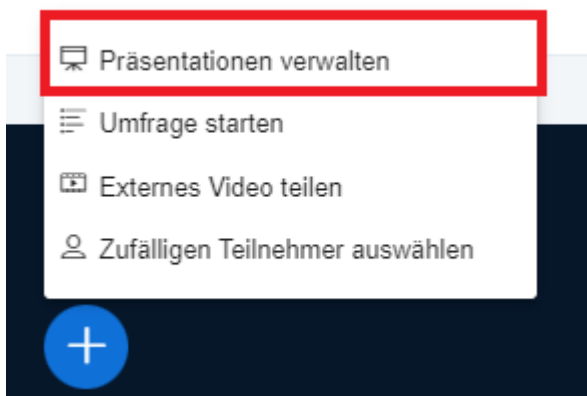 Präsentationen verwalten
Umfrage starten
Externes Video teilen
Zufälligen Teilnehmer auswählen